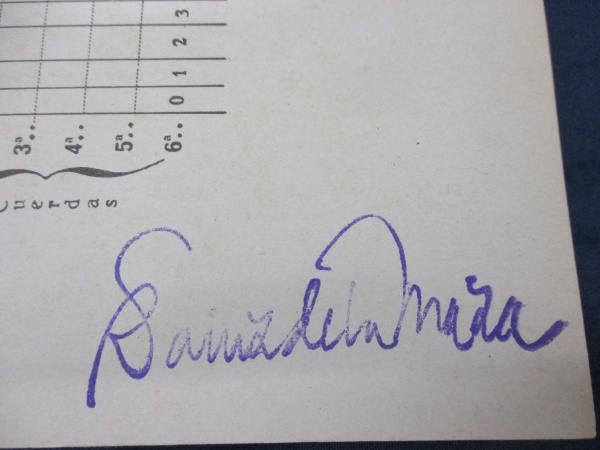 Cuerdas
3ª..
4ª..
5ª..
6ª.. 0 1 2 3
R Sainz de la Maza